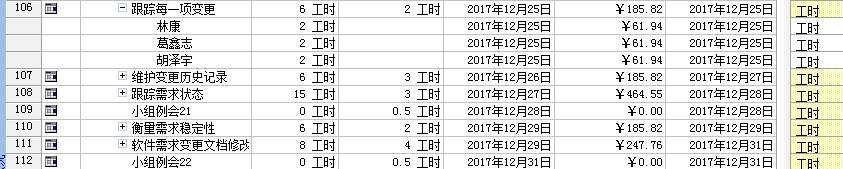 106 跟踪每一项变更 6 工时 2 工时 2017年12月25日 ￥185.82 2017年12月25日 工时
林康 2 工时 2017年12月25日 ￥61.94 2017年12月25日 工时
葛鑫志 2 工时 2017年12月25日 ￥61.94 2017年12月25日 工时
胡泽宇 2 工时 2017年12月25日 ￥61.94 2017年12月25日 工时
107 维护变更历史记录 6 工时 3 工时 2017年12月26日 ￥185.82 2017年12月27日 工时
108 跟踪需求状态 15 工时 3 工时 2017年12月27日 ￥464.55 2017年12月28日 工时
109 小组例会21 0 工时 0.5 工时 2017年12月28日 ￥0.00 2017年12月28日 工时
110 衡量需求稳定性 6 工时 2 工时 2017年12月29日 ￥185.82 2017年12月29日 工时
111 软件需求变更文档修改 8 工时 4 工时 2017年12月29日 ￥247.76 2017年12月31日 工时
112 小组例会22 0 工时 0.5 工时 2017年12月31日 ￥0.00 2017年12月31日 工时